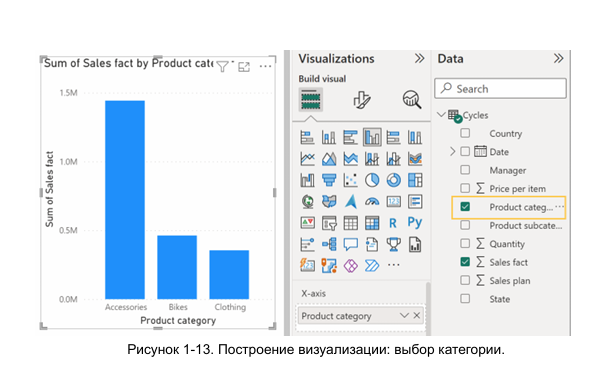 Sum of Sales fact by Product cate
1.5M
1.0M
0.5M
0.0M
Sum of Sales fact
Accessories
Bikes
Clothing
Product category
Visualizations
Build visual
123
R
Py
X-axis
Product category
Data
Search
Cycles
Country
Date
Manager
Price per item
Product categ...
Product subcate...
Quantity
Sales fact
Sales plan
State
Рисунок 1-13. Построение визуализации: выбор категории.